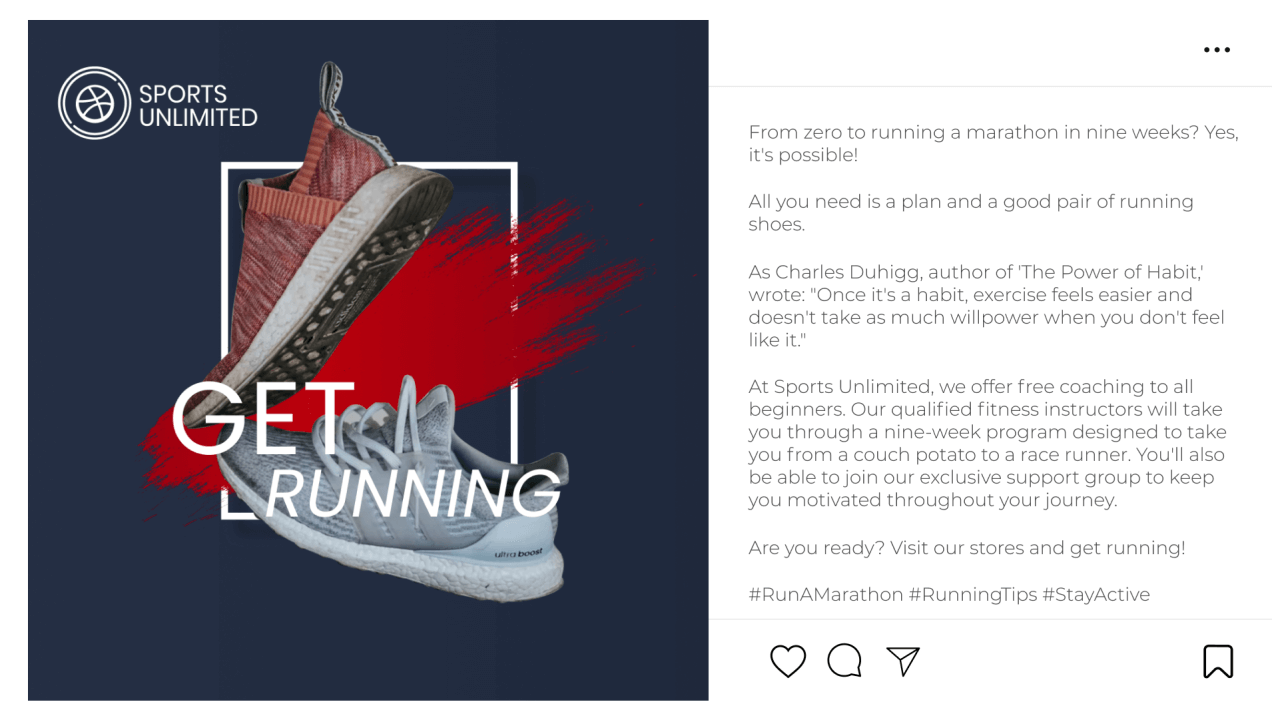 SPORTS
UNLIMITED
GET
RUNNING
ultraboost
From zero to running a marathon in nine weeks? Yes,
it's possible!
All you need is a plan and a good pair of running
shoes.
As Charles Duhigg, author of 'The Power of Habit,'
wrote: "Once it's a habit, exercise feels easier and
doesn't take as much willpower when you don't feel
like it."
At Sports Unlimited, we offer free coaching to all
beginners. Our qualified fitness instructors will take
you through a nine-week program designed to take
you from a couch potato to a race runner. You'll also
be able to join our exclusive support group to keep
you motivated throughout your journey.
Are you ready? Visit our stores and get running!
#RunAMarathon #RunningTips #StayActive